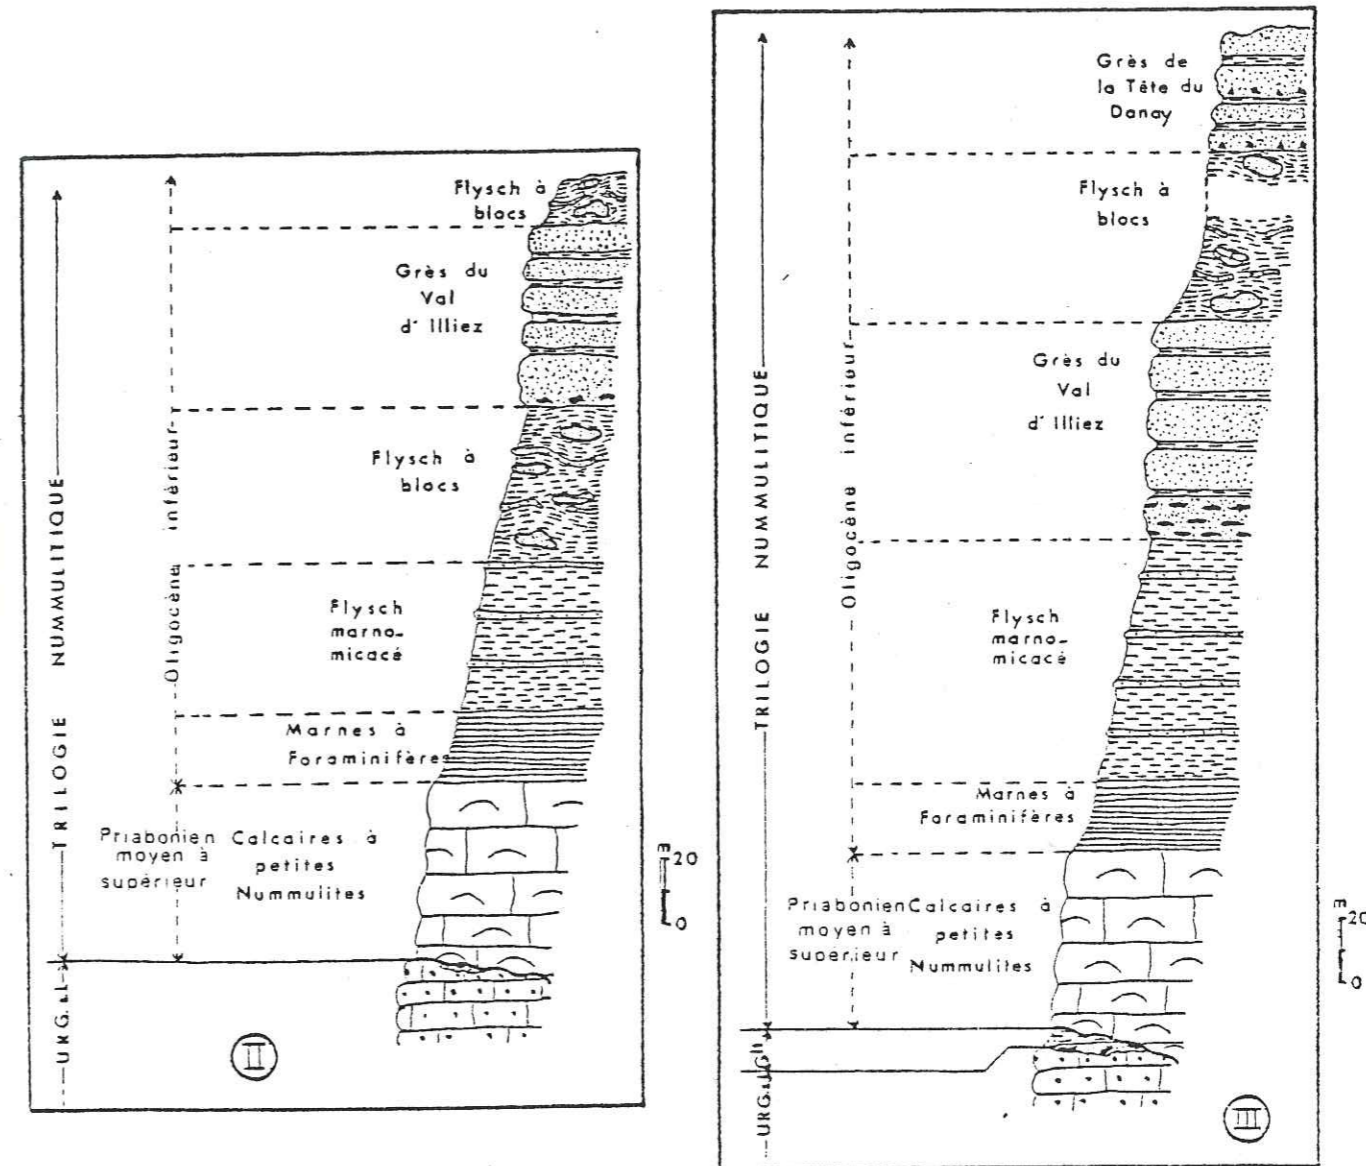 Flysch à
blocs
Grès du
Val
d' Illiez
Flysch à
blocs
Flysch
marno-
micacé
Marnes à
Foraminifères
Calcaires à
petites
Nummulites
Priabonien
moyen à
supérieur
Oligocène inférieur
TRILOGIE NUMMULITIQUE
m
20
0
II
Grès de
la Tête du
Danay
Flysch à
blocs
Grès du
Val
d' Illiez
Flysch
marno-
micacé
Marnes à
Foraminifères
Calcaires à
petites
Nummulites
Priabonien
moyen à
supérieur
Oligocène inférieur
TRILOGIE NUMMULITIQUE
m
20
0
III